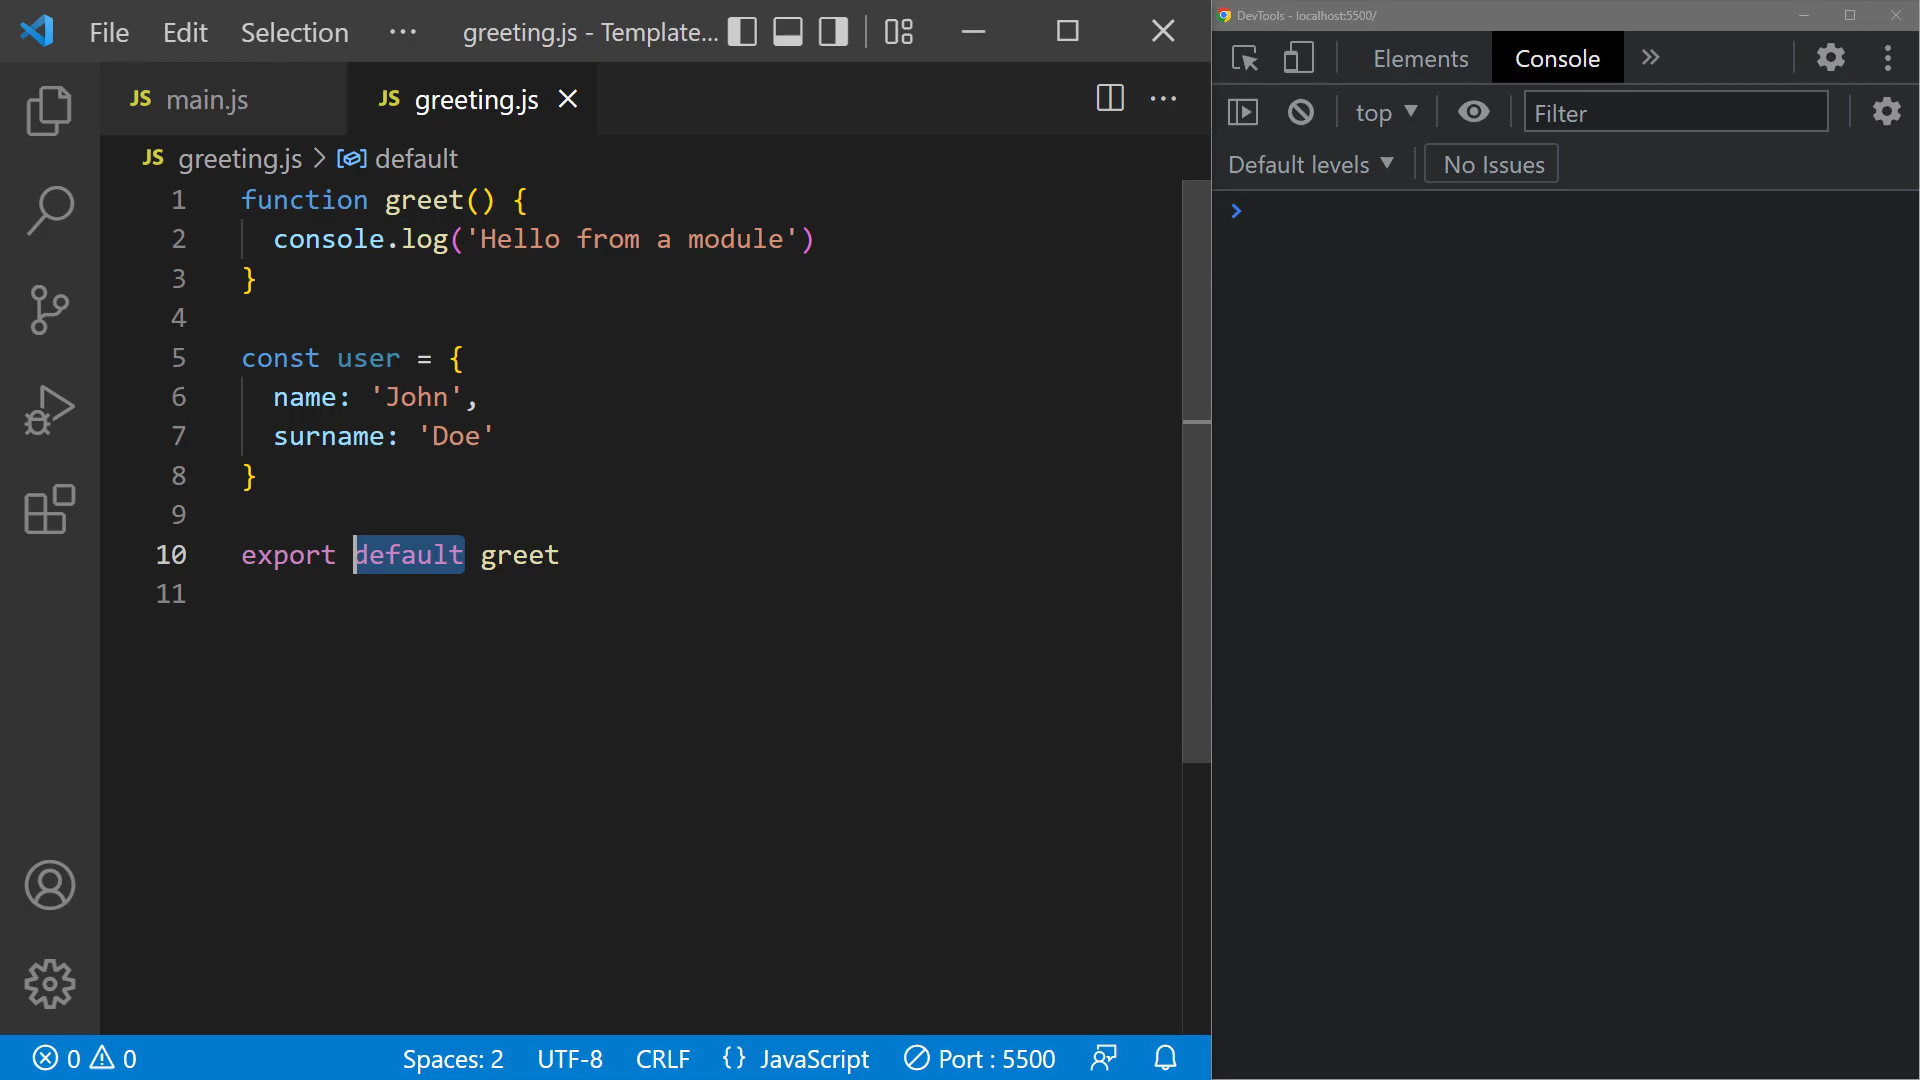 File Edit Selection ··· greeting.js - Template...
JS main.js JS greeting.js
JS greeting.js > default
1 function greet() {
2 console.log('Hello from a module')
3 }
4
5 const user = {
6 name: 'John',
7 surname: 'Doe'
8 }
9
10 export default greet
11
0 0 Spaces: 2 UTF-8 CRLF {} JavaScript Port : 5500
DevTools - localhost:5500/
Elements Console »
top Filter
Default levels No Issues
>